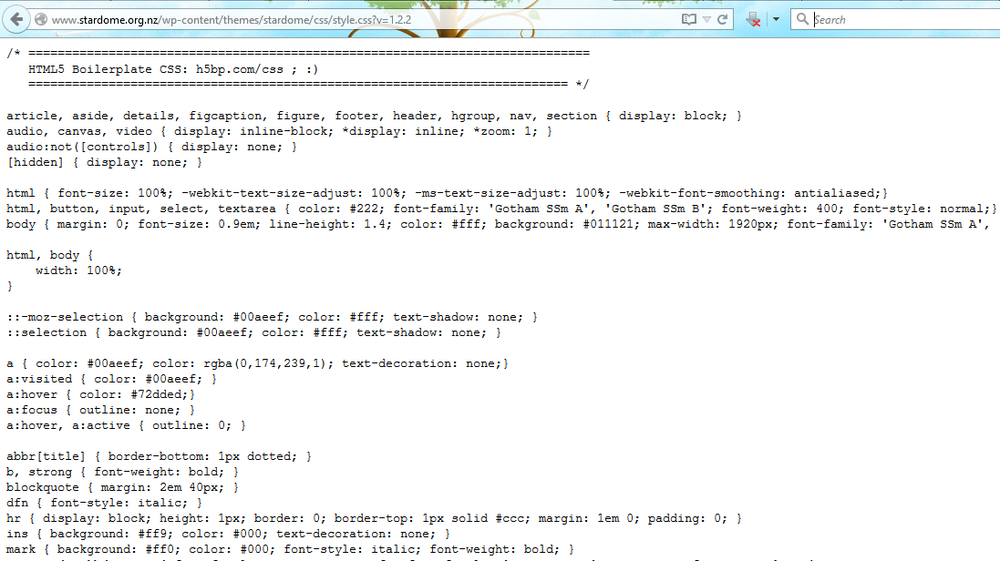 www.stardome.org.nz/wp-content/themes/stardome/css/style.css?v=1.2.2
Search
/* ================================================================================
   HTML5 Boilerplate CSS: h5bp.com/css ; :)
   ========================================================================== */

article, aside, details, figcaption, figure, footer, header, hgroup, nav, section { display: block; }
audio, canvas, video { display: inline-block; *display: inline; *zoom: 1; }
audio:not([controls]) { display: none; }
[hidden] { display: none; }

html { font-size: 100%; -webkit-text-size-adjust: 100%; -ms-text-size-adjust: 100%; -webkit-font-smoothing: antialiased;}
html, button, input, select, textarea { color: #222; font-family: 'Gotham SSm A', 'Gotham SSm B'; font-weight: 400; font-style: normal;}
body { margin: 0; font-size: 0.9em; line-height: 1.4; color: #fff; background: #011121; max-width: 1920px; font-family: 'Gotham SSm A',

html, body {
    width: 100%;
}

::-moz-selection { background: #00aeef; color: #fff; text-shadow: none; }
::selection { background: #00aeef; color: #fff; text-shadow: none; }

a { color: #00aeef; color: rgba(0,174,239,1); text-decoration: none;}
a:visited { color: #00aeef; }
a:hover { color: #72dded;}
a:focus { outline: none; }
a:hover, a:active { outline: 0; }

abbr[title] { border-bottom: 1px dotted; }
b, strong { font-weight: bold; }
blockquote { margin: 2em 40px; }
dfn { font-style: italic; }
hr { display: block; height: 1px; border: 0; border-top: 1px solid #ccc; margin: 1em 0; padding: 0; }
ins { background: #ff9; color: #000; text-decoration: none; }
mark { background: #ff0; color: #000; font-style: italic; font-weight: bold; }